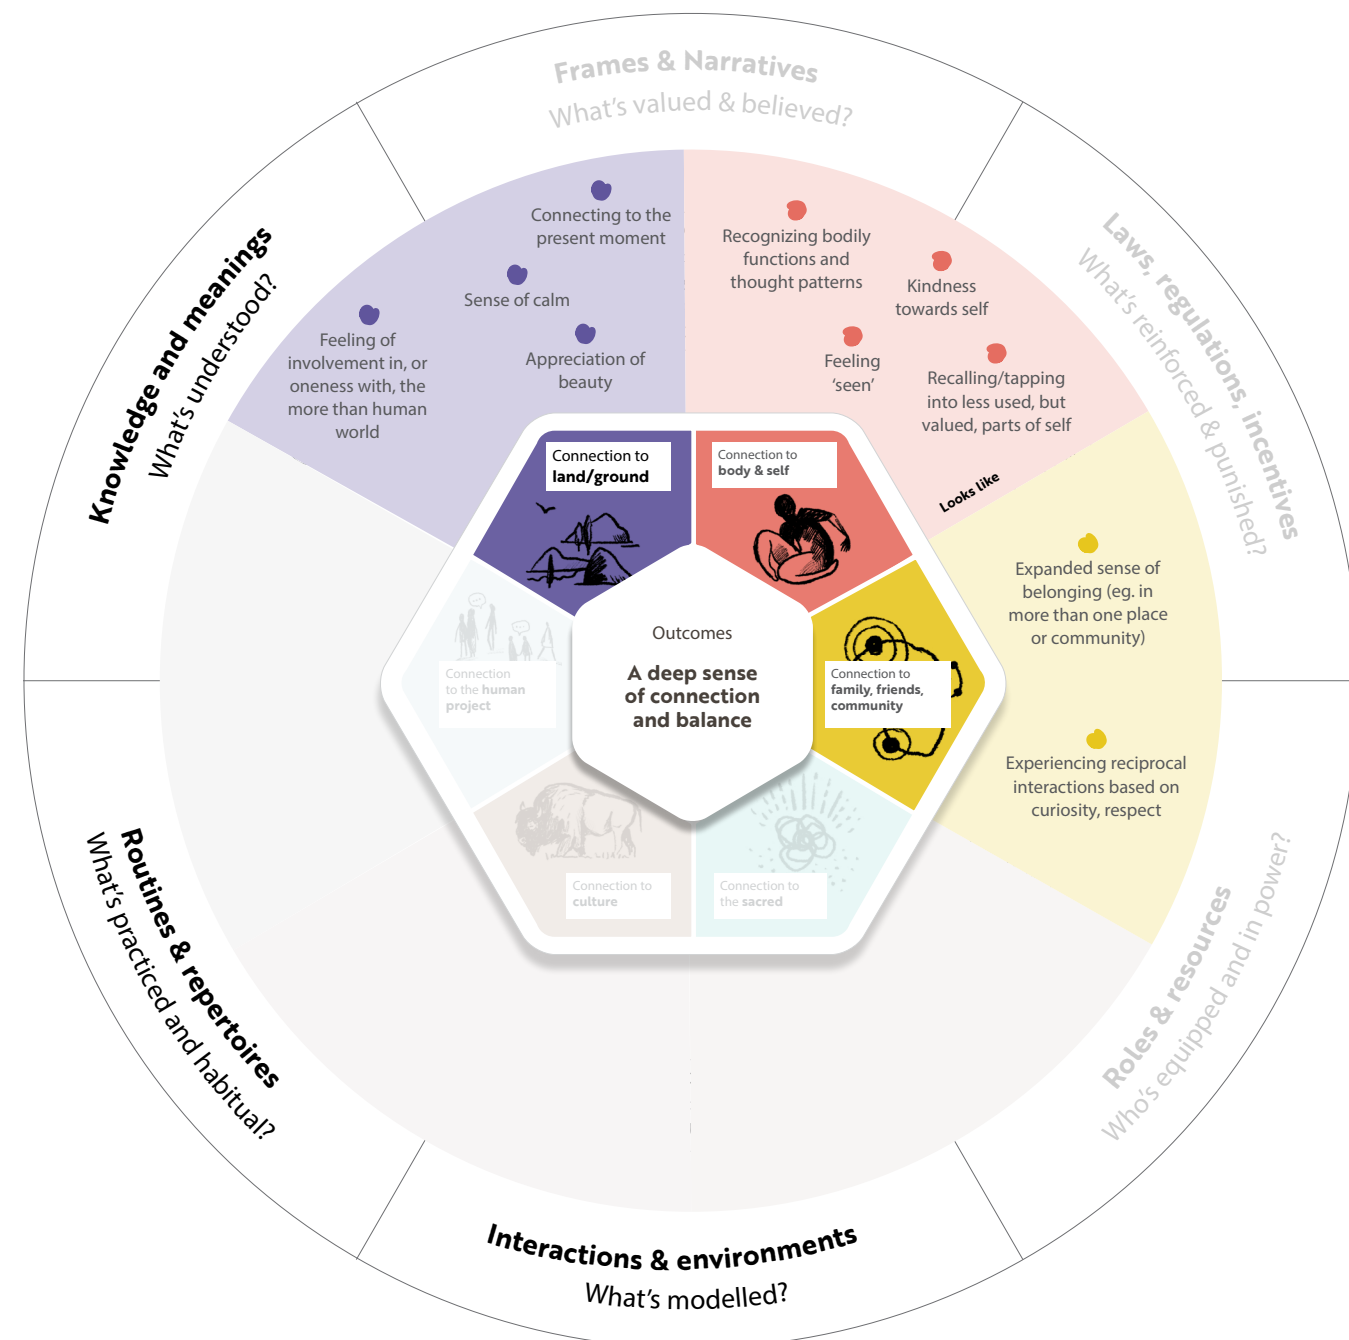 Frames & Narratives
What's valued & believed?
Laws, regulations, incentives
What's reinforced & punished?
Roles & resources
Who's equipped and in power?
Interactions & environments
What's modelled?
Routines & repertoires
What's practiced and habitual?
Knowledge and meanings
What's understood?
Connecting to the
present moment
Sense of calm
Feeling of
involvement in, or
oneness with, the
more than human
world
Appreciation of
beauty
Recognizing bodily
functions and
thought patterns
Kindness
towards self
Feeling
‘seen’
Recalling/tapping
into less used, but
valued, parts of self
Looks like
Expanded sense of
belonging (eg. in
more than one place
or community)
Experiencing reciprocal
interactions based on
curiosity, respect
Connection to
land/ground
Connection to
body & self
Connection to
family, friends,
community
Connection to
the sacred
Connection to
culture
Connection
to the human
project
Outcomes
A deep sense
of connection
and balance